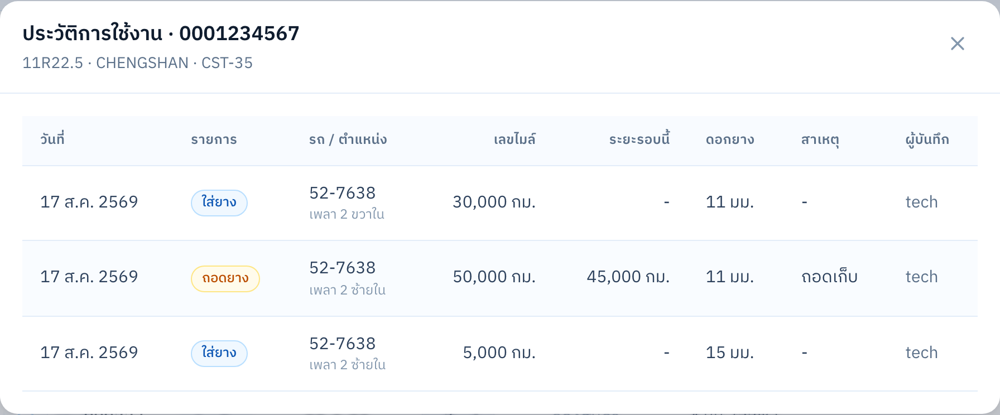 ประวัติการใช้งาน · 0001234567
11R22.5 · CHENGSHAN · CST-35
วันที่ รายการ รถ / ตำแหน่ง เลขไมล์ ระยะรอบนี้ ดอกยาง สาเหตุ ผู้บันทึก
17 ส.ค. 2569 ใส่ยาง 52-7638 30,000 กม. - 11 มม. - tech
เพลา 2 ขวาใน
17 ส.ค. 2569 ถอดยาง 52-7638 50,000 กม. 45,000 กม. 11 มม. ถอดเก็บ tech
เพลา 2 ซ้ายใน
17 ส.ค. 2569 ใส่ยาง 52-7638 5,000 กม. - 15 มม. - tech
เพลา 2 ซ้ายใน